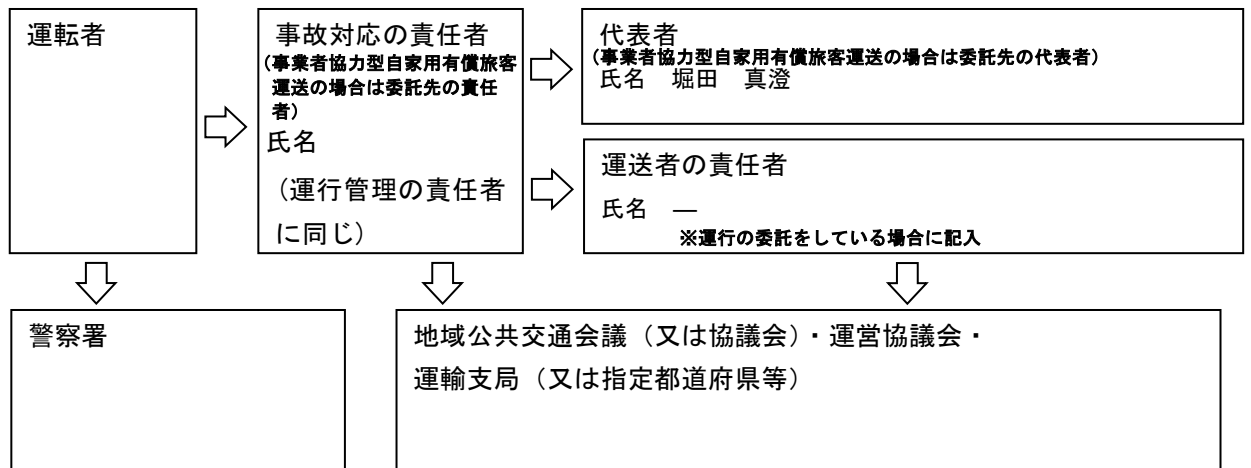 運転者
事故対応の責任者
（事業者協力型自家用有償旅客
運送の場合は委託先の責任
者）
氏名
（運行管理の責任者
に同じ）
代表者
（事業者協力型自家用有償旅客運送の場合は委託先の代表者）
氏名　堀田　真澄
運送者の責任者
氏名　―
※運行の委託をしている場合に記入
警察署
地域公共交通会議（又は協議会）・運営協議会・
運輸支局（又は指定都道府県等）